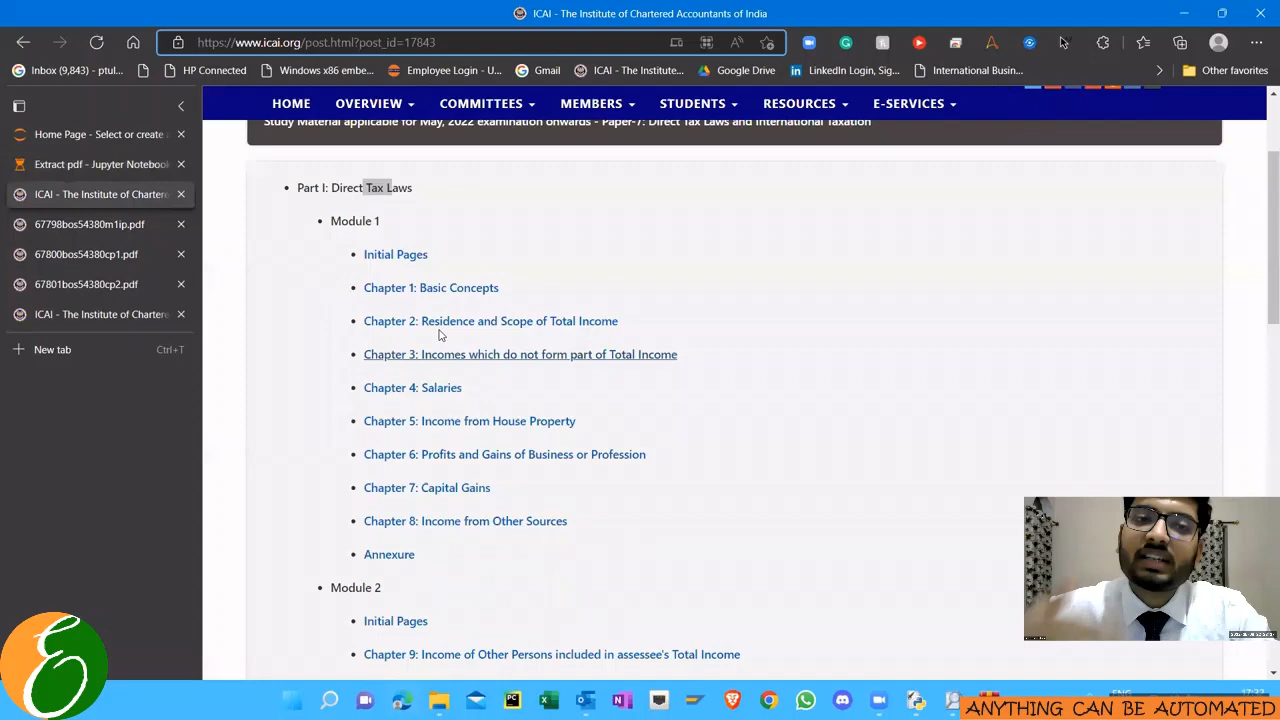 ICAI - The Institute of Chartered Accountants of India
https://www.icai.org/post.html?post_id=17843
Inbox (9,843) - ptul...
HP Connected
Windows x86 embe...
Employee Login - U...
Gmail
ICAI - The Institute...
Google Drive
LinkedIn Login, Sig...
International Busin...
Other favorites
HOME
OVERVIEW
COMMITTEES
MEMBERS
STUDENTS
RESOURCES
E-SERVICES
Home Page - Select or create
Extract pdf - Jupyter Notebook
ICAI - The Institute of Charter
67798bos54380m1ip.pdf
67800bos54380cp1.pdf
67801bos54380cp2.pdf
ICAI - The Institute of Charter
New tab
Ctrl+T
Study Material applicable for May, 2022 examination onwards - Paper-7: Direct Tax Laws and International Taxation
Part I: Direct Tax Laws
Module 1
Initial Pages
Chapter 1: Basic Concepts
Chapter 2: Residence and Scope of Total Income
Chapter 3: Incomes which do not form part of Total Income
Chapter 4: Salaries
Chapter 5: Income from House Property
Chapter 6: Profits and Gains of Business or Profession
Chapter 7: Capital Gains
Chapter 8: Income from Other Sources
Annexure
Module 2
Initial Pages
Chapter 9: Income of Other Persons included in assessee's Total Income
ENG
17:33
ANYTHING CAN BE AUTOMATED